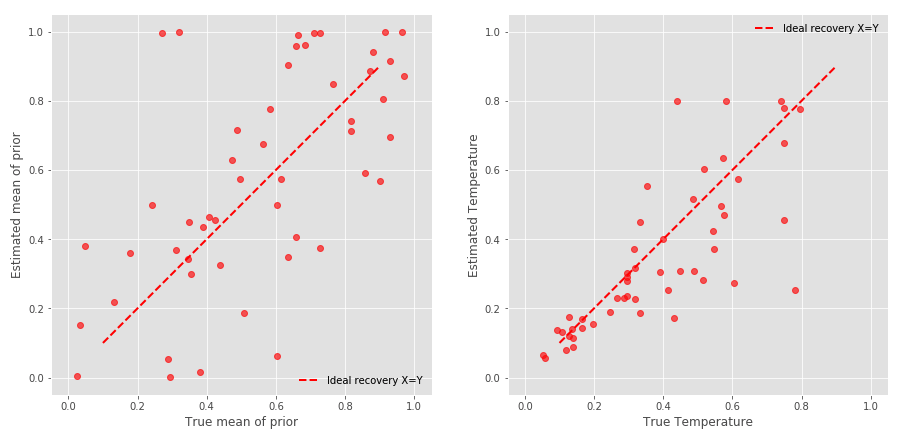 1.0
0.8
0.6
0.4
0.2
0.0
Estimated mean of prior
0.0 0.2 0.4 0.6 0.8 1.0
True mean of prior
Ideal recovery X=Y
1.0
0.8
0.6
0.4
0.2
0.0
Estimated Temperature
0.0 0.2 0.4 0.6 0.8 1.0
True Temperature
Ideal recovery X=Y